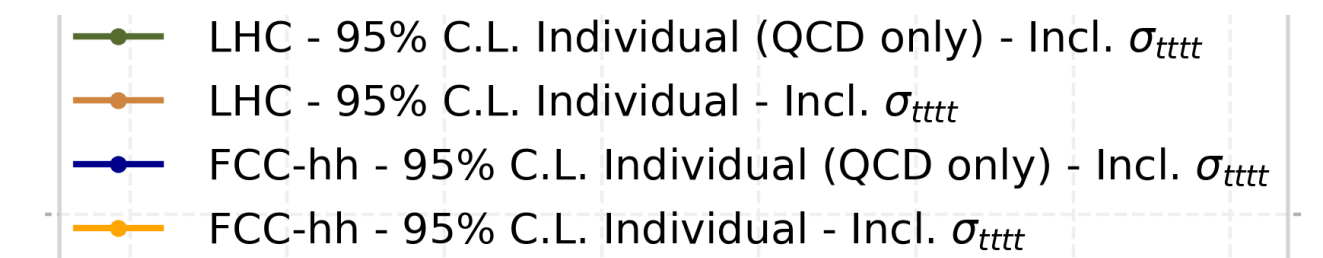 LHC - 95% C.L. Individual (QCD only) - Incl. σ_tttt
LHC - 95% C.L. Individual - Incl. σ_tttt
FCC-hh - 95% C.L. Individual (QCD only) - Incl. σ_tttt
FCC-hh - 95% C.L. Individual - Incl. σ_tttt